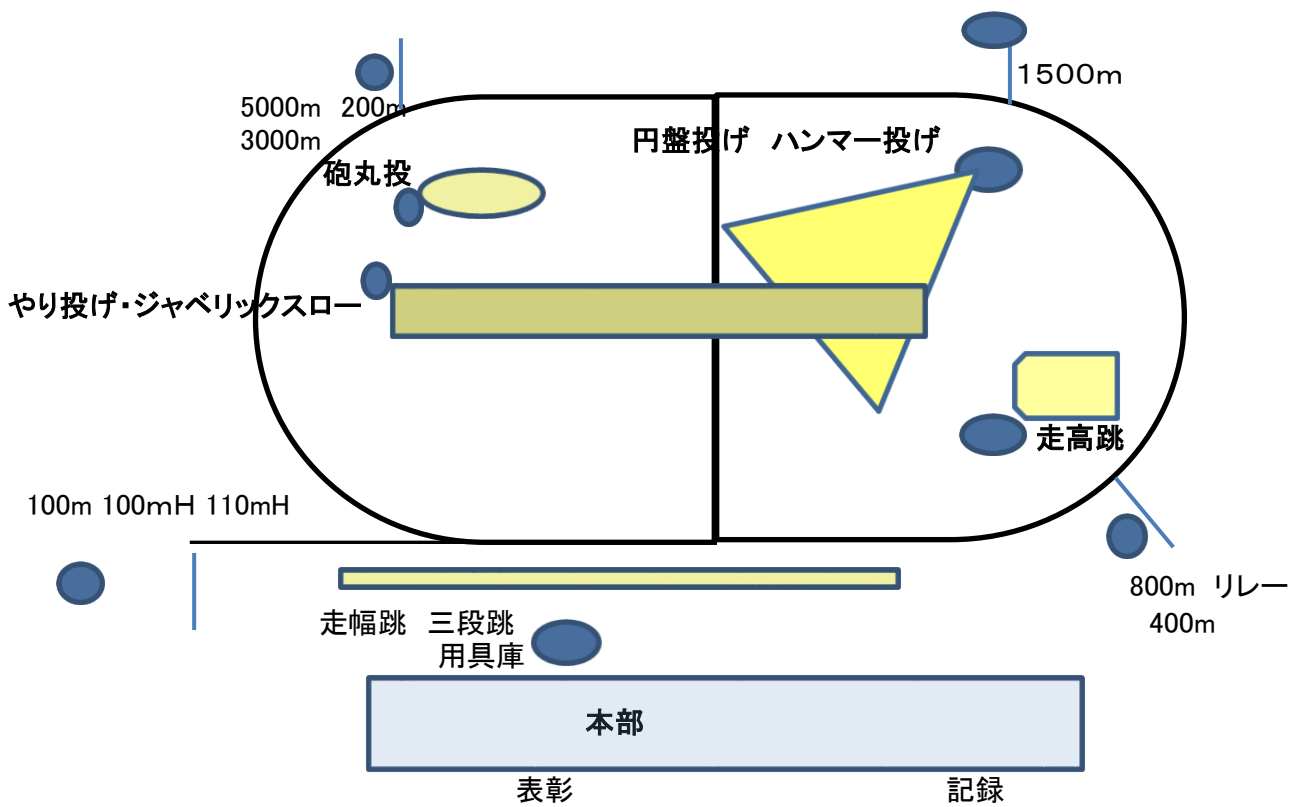 1500m
5000m 200m
3000m
円盤投げ ハンマー投げ
砲丸投
やり投げ・ジャベリックスロー
走高跳
100m 100mH 110mH
800m リレー
400m
走幅跳 三段跳
用具庫
本部
表彰
記録